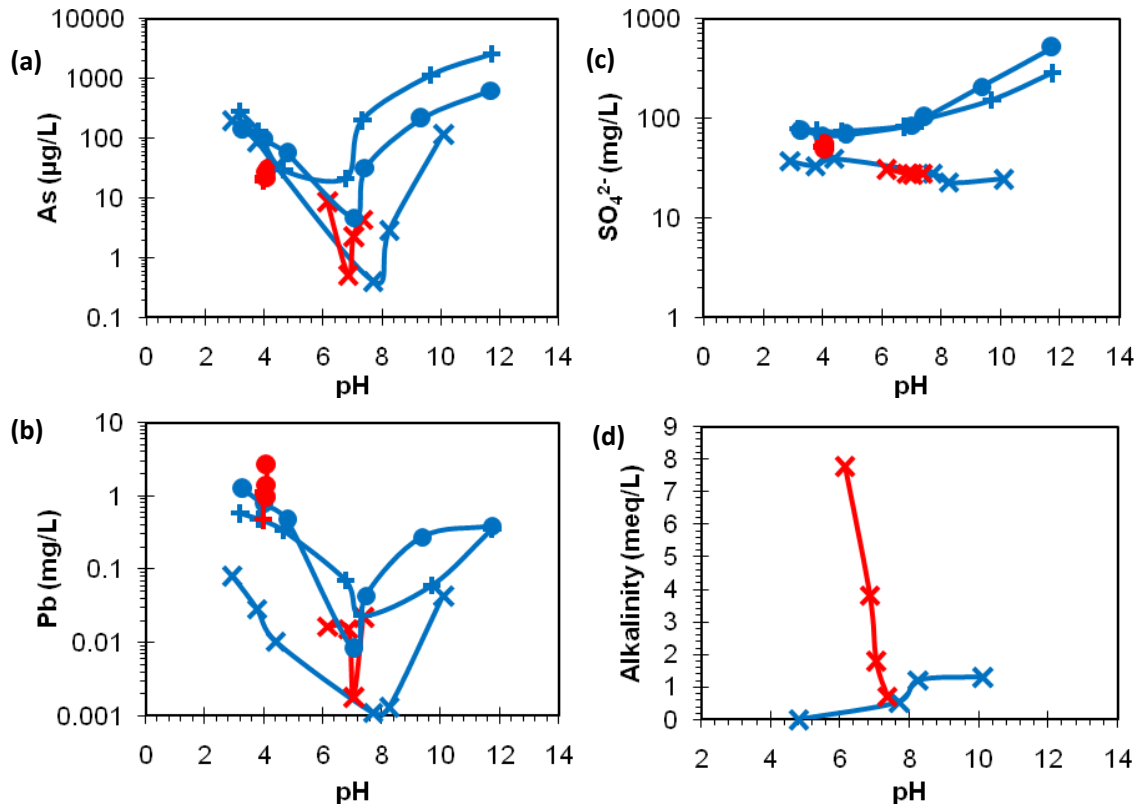 (a)
As (µg/L)
10000
1000
100
10
1
0.1
0 2 4 6 8 10 12 14
pH
(c)
SO₄²⁻ (mg/L)
1000
100
10
1
0 2 4 6 8 10 12 14
pH
(b)
Pb (mg/L)
10
1
0.1
0.01
0.001
0 2 4 6 8 10 12 14
pH
(d)
Alkalinity (meq/L)
9
8
7
6
5
4
3
2
1
0
2 4 6 8 10 12 14
pH